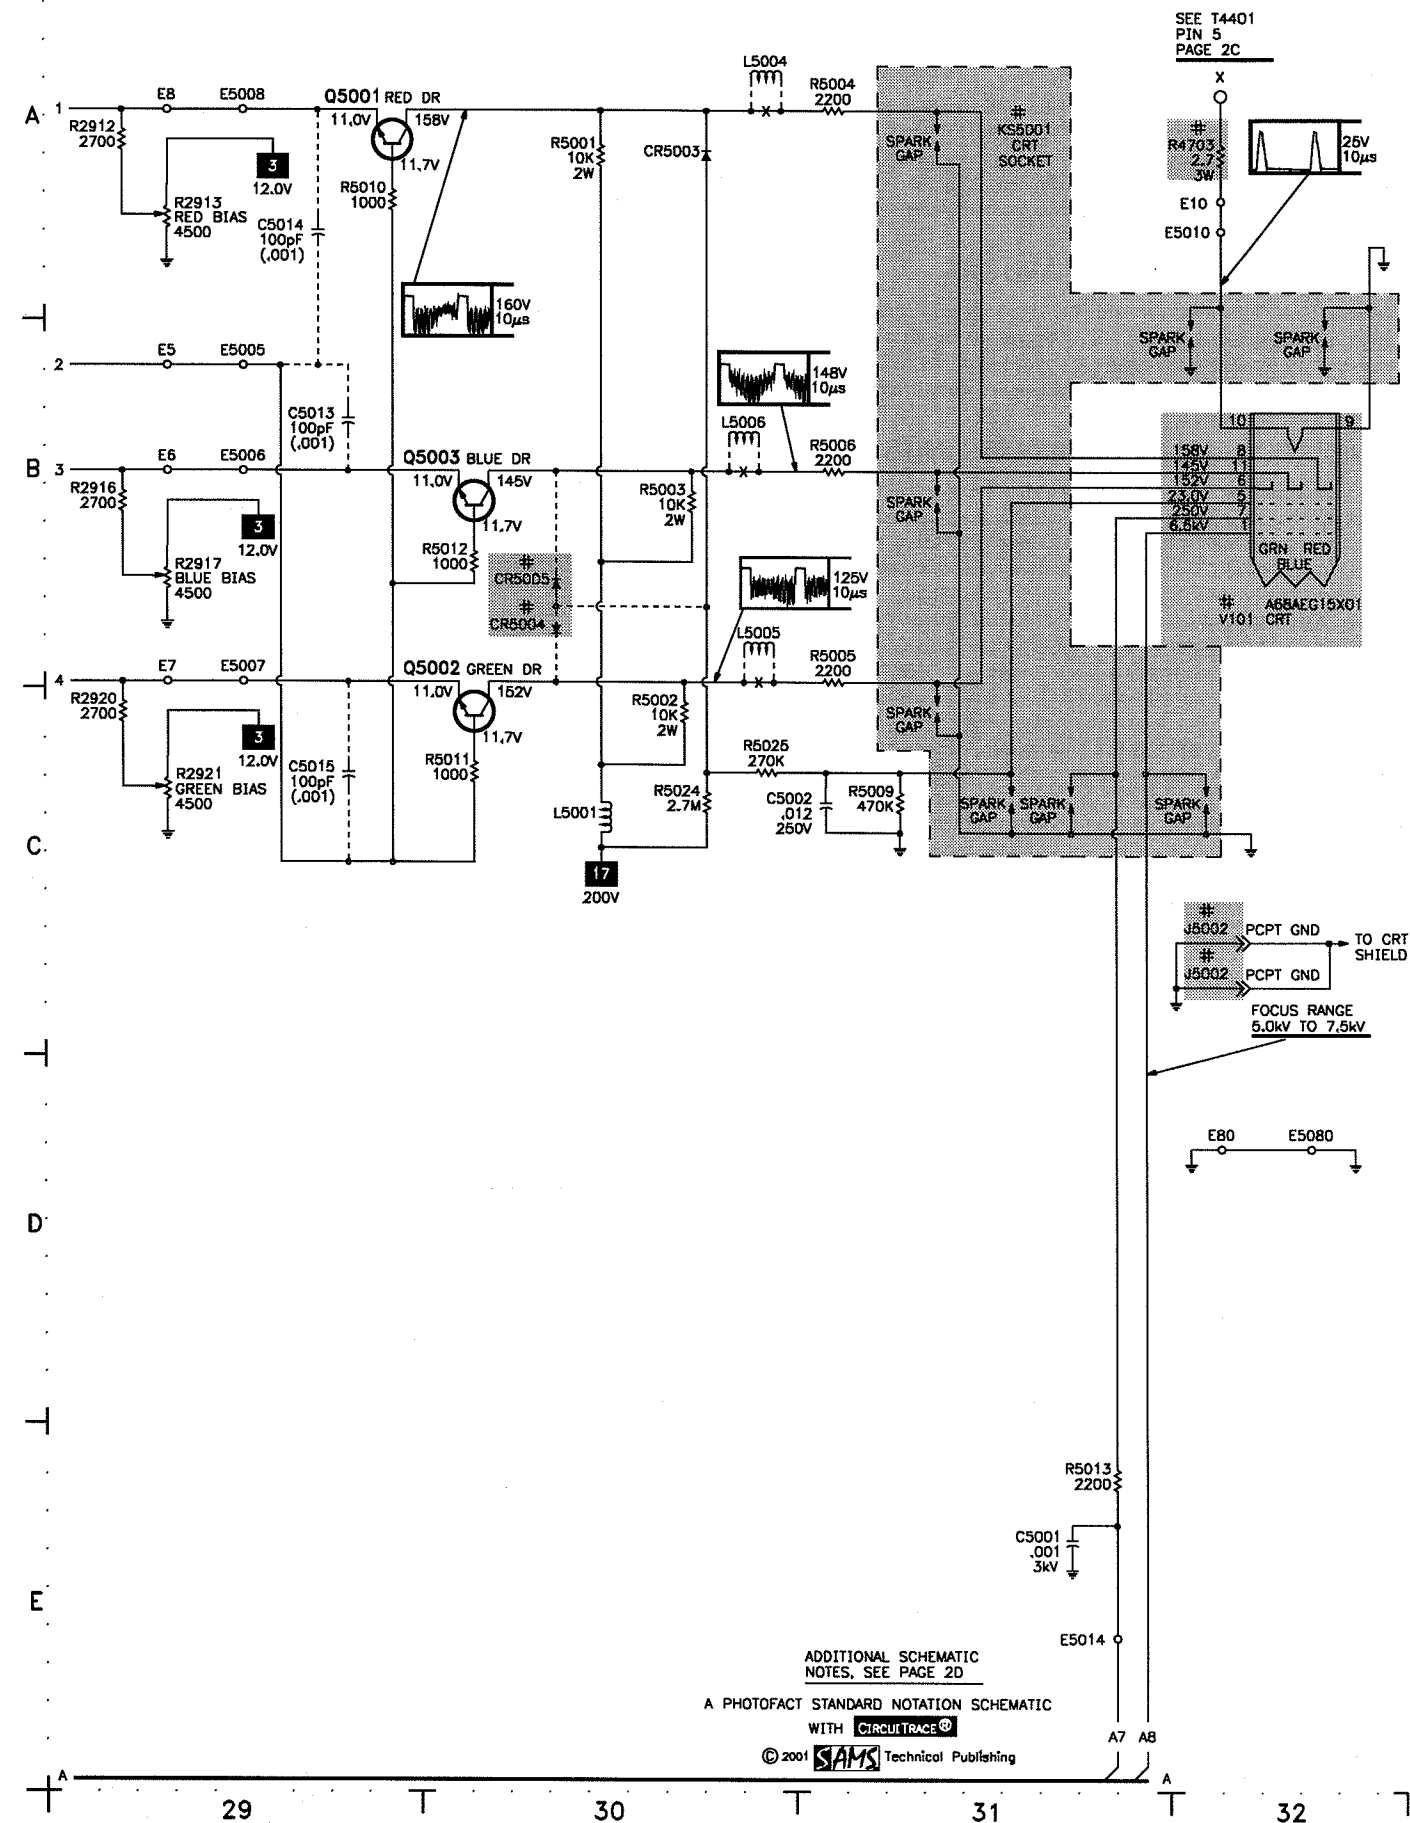 SEE T4401
PIN 5
PAGE 2C
X
#
R4703
2.7
3W
25V
10µs
E10
E5010
A
1
E8
E5008
Q5001 RED DR
11.0V
158V
11.7V
R2912
2700
3
12.0V
R2913
RED BIAS
4500
C5014
100pF
(.001)
R5010
1000
160V
10µs
R5001
10K
2W
CR5003
L5004
X
R5004
2200
SPARK
GAP
#
KS5001
CRT
SOCKET
SPARK
GAP
SPARK
GAP
2
E5
E5005
C5013
100pF
(.001)
148V
10µs
L5006
X
R5006
2200
B
3
E6
E5006
Q5003 BLUE DR
11.0V
145V
11.7V
R2916
2700
3
12.0V
R2917
BLUE BIAS
4500
R5012
1000
#
CR5005
#
CR5004
R5003
10K
2W
125V
10µs
L5005
X
R5005
2200
SPARK
GAP
10
9
158V 8
145V 11
152V 6
23.0V 5
250V 7
6.5kV 1
GRN RED
BLUE
# A68AEG15X01
V101 CRT
4
E7
E5007
Q5002 GREEN DR
11.0V
152V
11.7V
R2920
2700
3
12.0V
R2921
GREEN BIAS
4500
C5015
100pF
(.001)
R5011
1000
R5002
10K
2W
L5001
17
200V
R5024
2.7M
R5025
270K
C5002
.012
250V
R5009
470K
SPARK
GAP
SPARK
GAP
SPARK
GAP
SPARK
GAP
C
#
J5002 PCPT GND
#
J5002 PCPT GND
TO CRT
SHIELD
FOCUS RANGE
5.0kV TO 7.5kV
E80
E5080
D
R5013
2200
C5001
.001
3kV
E
E5014
ADDITIONAL SCHEMATIC
NOTES, SEE PAGE 2D
A PHOTOFACT STANDARD NOTATION SCHEMATIC
WITH CIRCUITRACE®
© 2001 SAMS Technical Publishing
A7 A8
A
A
29
30
31
32